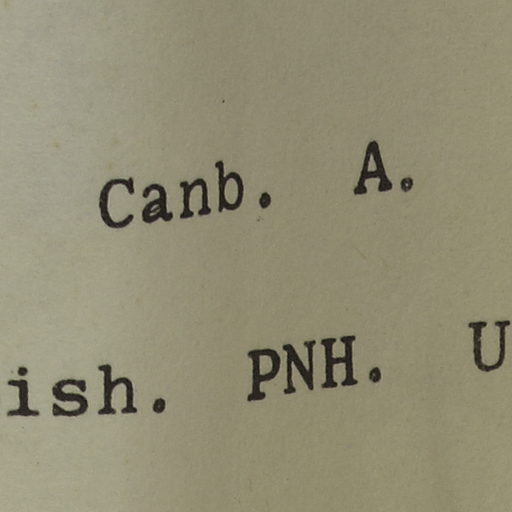 Canb. A.
ish. PNH. U